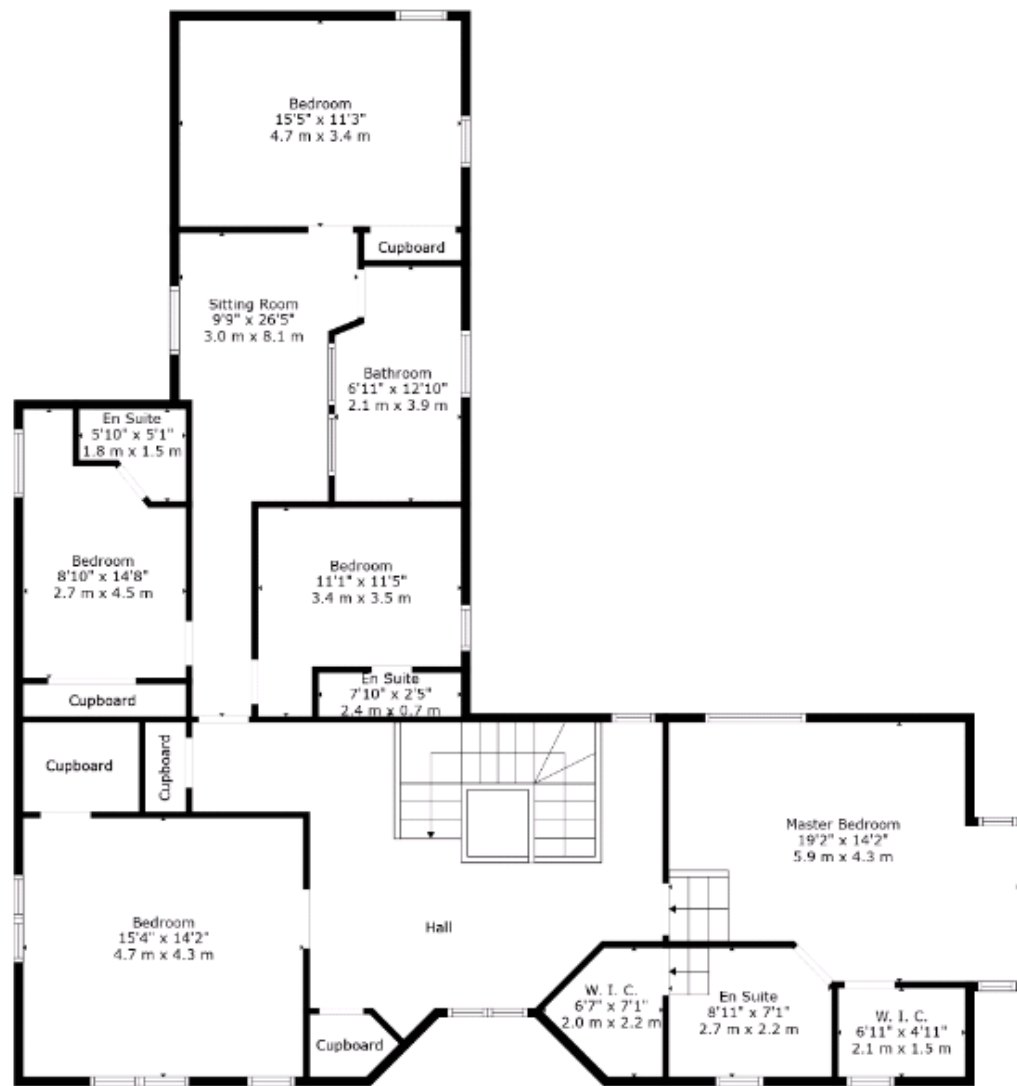 Bedroom
15'5" x 11'3"
4.7 m x 3.4 m
Cupboard
Sitting Room
9'9" x 26'5"
3.0 m x 8.1 m
Bathroom
6'11" x 12'10"
2.1 m x 3.9 m
En Suite
5'10" x 5'1"
1.8 m x 1.5 m
Bedroom
8'10" x 14'8"
2.7 m x 4.5 m
Bedroom
11'1" x 11'5"
3.4 m x 3.5 m
En Suite
7'10" x 2'5"
2.4 m x 0.7 m
Cupboard
Cupboard
Cupboard
Master Bedroom
19'2" x 14'2"
5.9 m x 4.3 m
Bedroom
15'4" x 14'2"
4.7 m x 4.3 m
Hall
W. I. C.
6'7" x 7'1"
2.0 m x 2.2 m
En Suite
8'11" x 7'1"
2.7 m x 2.2 m
W. I. C.
6'11" x 4'11"
2.1 m x 1.5 m
Cupboard